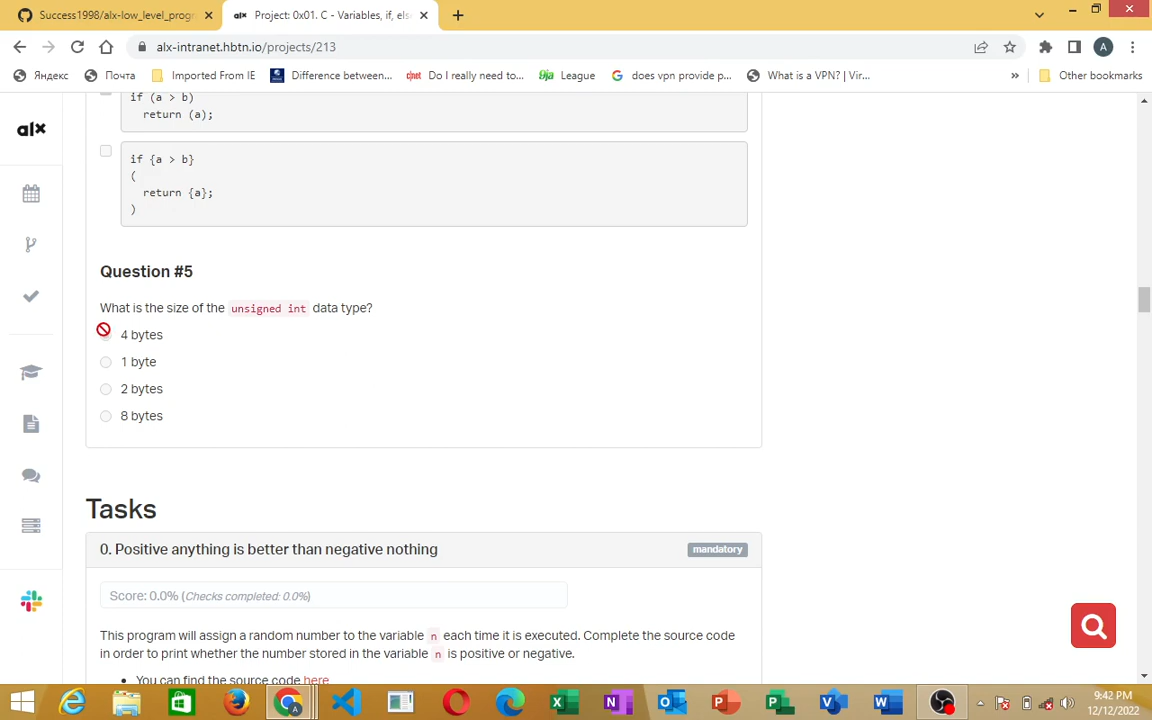 Success1998/alx-low_level_progr
Project: 0x01. C - Variables, if, els
alx-intranet.hbtn.io/projects/213
A
Яндекс
Почта
Imported From IE
Difference between...
cnet
Do I really need to...
9ja
League
does vpn provide p...
What is a VPN? | Vir...
»
Other bookmarks
alx
if (a > b)
return (a);
if {a > b}
(
return {a};
)
Question #5
What is the size of the unsigned int data type?
4 bytes
1 byte
2 bytes
8 bytes
Tasks
0. Positive anything is better than negative nothing
mandatory
Score: 0.0% (Checks completed: 0.0%)
This program will assign a random number to the variable n each time it is executed. Complete the source code
in order to print whether the number stored in the variable n is positive or negative.
You can find the source code here
9:42 PM
12/12/2022